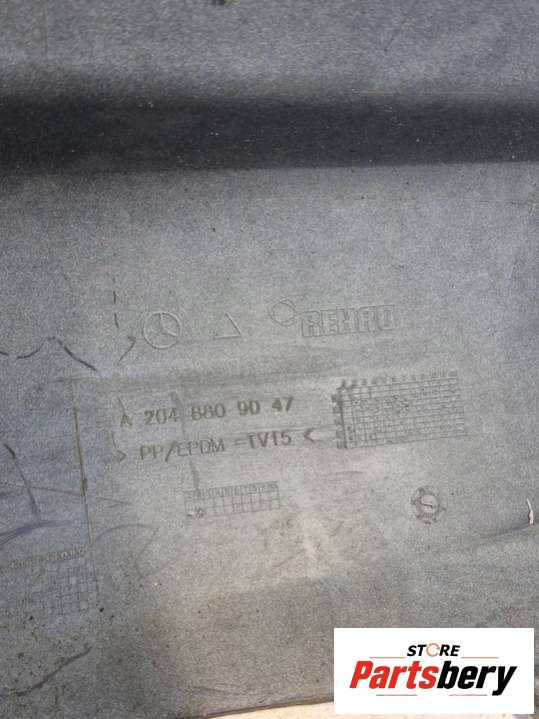 REHAU
A 204 880 90 47
>PP/EPDM-TV15<
STORE
Partsbery